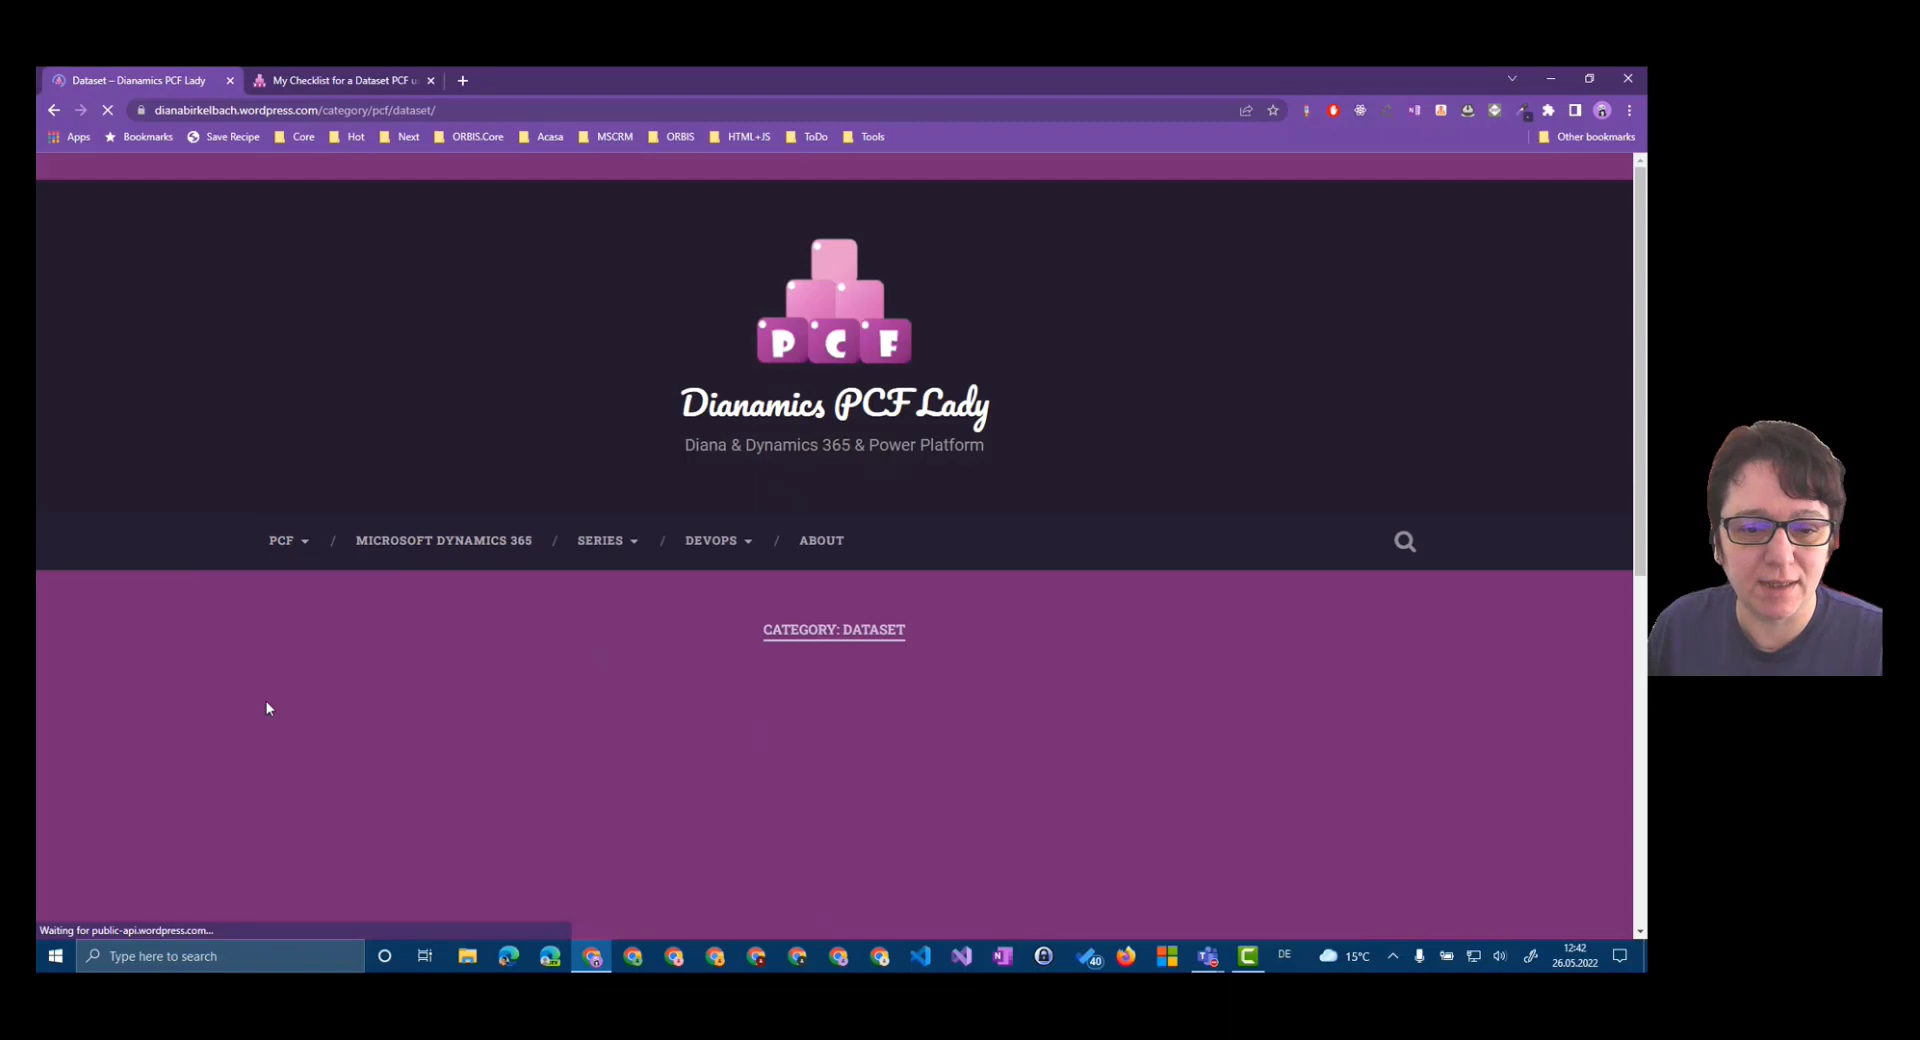 Dataset – Dianamics PCF Lady
My Checklist for a Dataset PCF u
dianabirkelbach.wordpress.com/category/pcf/dataset/
Apps Bookmarks Save Recipe Core Hot Next ORBIS.Core Acasa MSCRM ORBIS HTML+JS ToDo Tools Other bookmarks
P C F
Dianamics PCF Lady
Diana & Dynamics 365 & Power Platform
PCF / MICROSOFT DYNAMICS 365 / SERIES / DEVOPS / ABOUT
CATEGORY: DATASET
Waiting for public-api.wordpress.com...
Type here to search
40
DE
15°C
12:42
26.05.2022